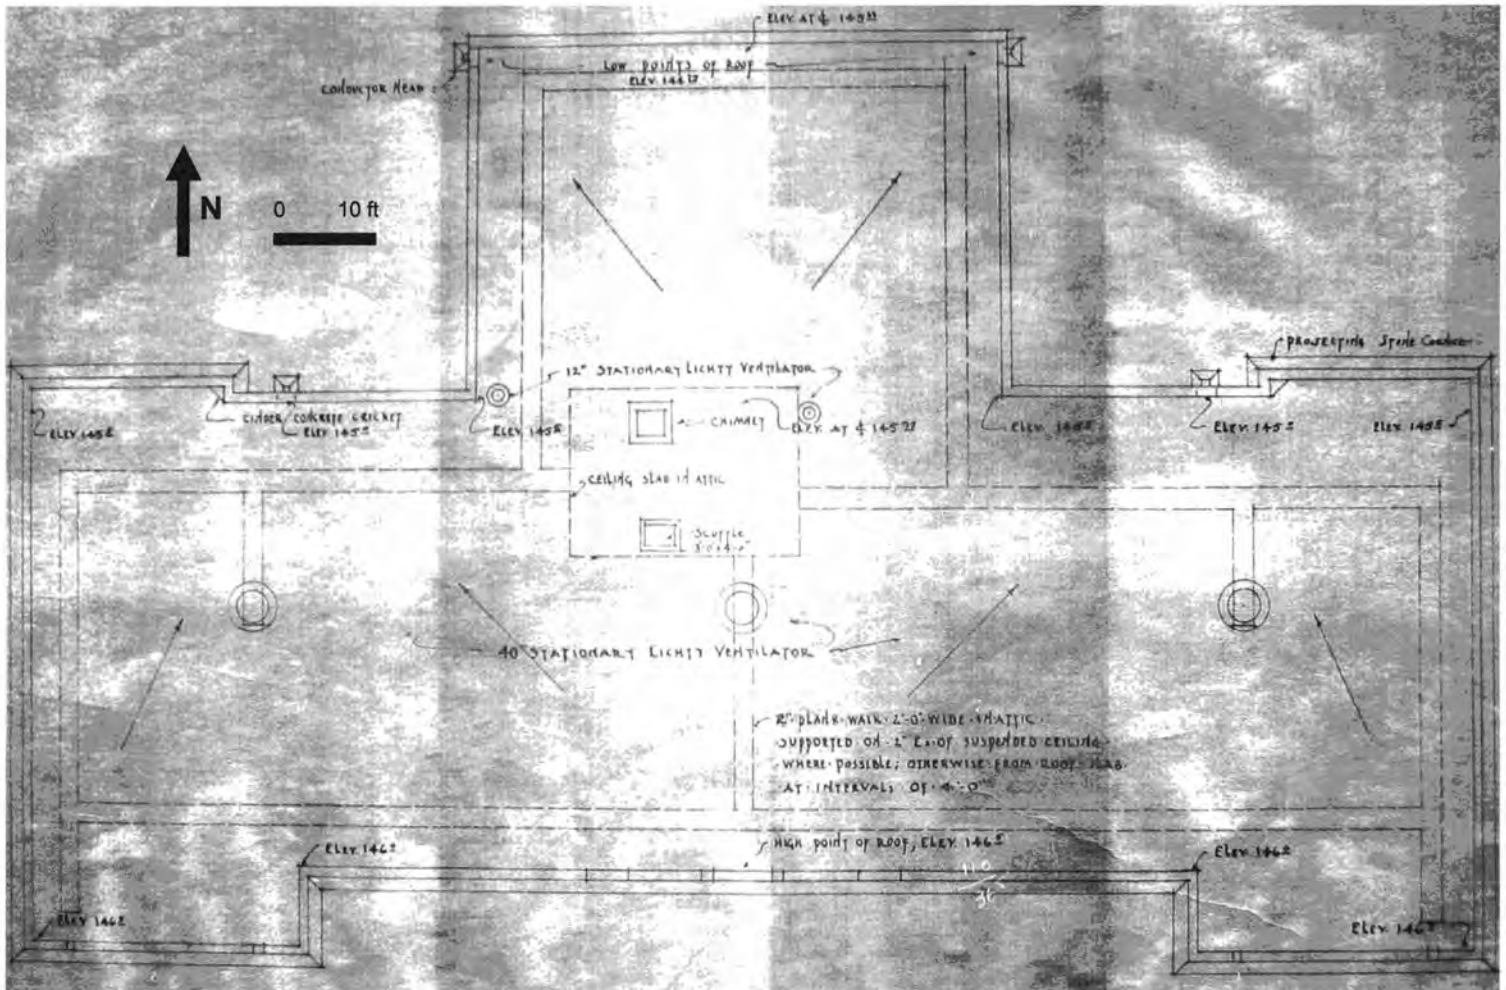 ELEV. AT ℄ 145
LOW POINTS OF ROOF
ELEV. 144
CONDUCTOR HEAD
N
0 10 ft
PROJECTING STONE CORNICE
12" STATIONARY LICHTY VENTILATOR
CINDER CONCRETE CRICKET
ELEV. 145
ELEV. 145
ELEV. 145
CHIMNEY
ELEV. AT ℄ 145
ELEV. 145
ELEV. 145
ELEV. 145
CEILING SLAB IN ATTIC
SCUTTLE
40" STATIONARY LICHTY VENTILATOR
2" PLANK WALK 2'-0" WIDE IN ATTIC
SUPPORTED ON 2" OF SUSPENDED CEILING
WHERE POSSIBLE; OTHERWISE FROM ROOF SLAB
AT INTERVALS OF 4'-0"
HIGH POINT OF ROOF, ELEV. 146
ELEV. 146
ELEV. 146
110
36
ELEV. 146
ELEV. 146